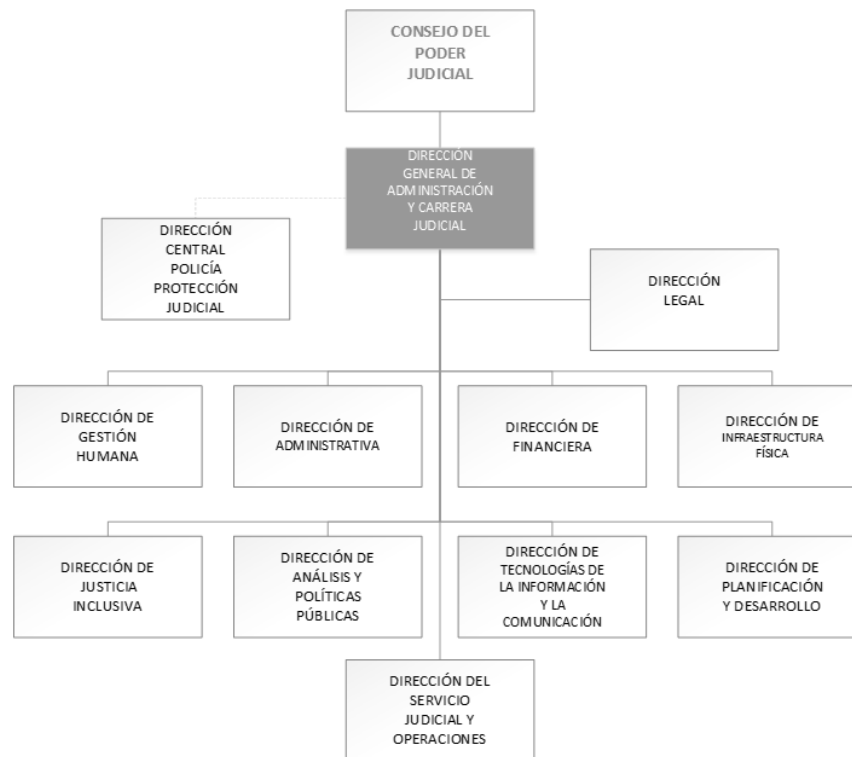 CONSEJO DEL
PODER
JUDICIAL
DIRECCIÓN
GENERAL DE
ADMINISTRACIÓN
Y CARRERA
JUDICIAL
DIRECCIÓN
CENTRAL
POLICÍA
PROTECCIÓN
JUDICIAL
DIRECCIÓN
LEGAL
DIRECCIÓN DE
GESTIÓN
HUMANA
DIRECCIÓN DE
ADMINISTRATIVA
DIRECCIÓN DE
FINANCIERA
DIRECCIÓN DE
INFRAESTRUCTURA
FÍSICA
DIRECCIÓN DE
JUSTICIA
INCLUSIVA
DIRECCIÓN DE
ANÁLISIS Y
POLÍTICAS
PÚBLICAS
DIRECCIÓN DE
TECNOLOGÍAS DE
LA INFORMACIÓN
Y LA
COMUNICACIÓN
DIRECCIÓN DE
PLANIFICACIÓN
Y DESARROLLO
DIRECCIÓN DEL
SERVICIO
JUDICIAL Y
OPERACIONES